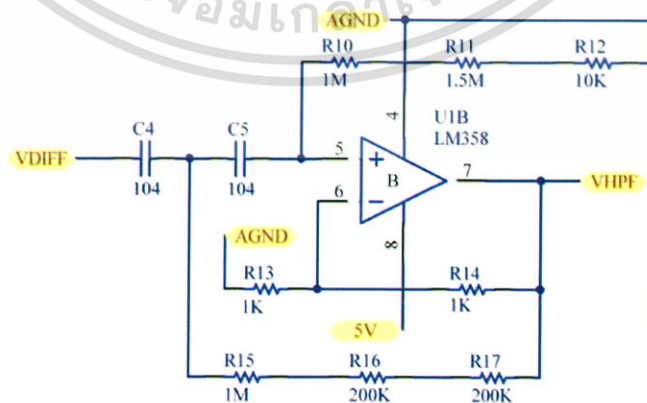 AGND
R10
R11
R12
1M
1.5M
10K
4
U1B
LM358
C4
C5
VDIFF
5
+
B
7
VHPF
104
104
6
−
AGND
8
R13
R14
1K
1K
5V
R15
R16
R17
1M
200K
200K